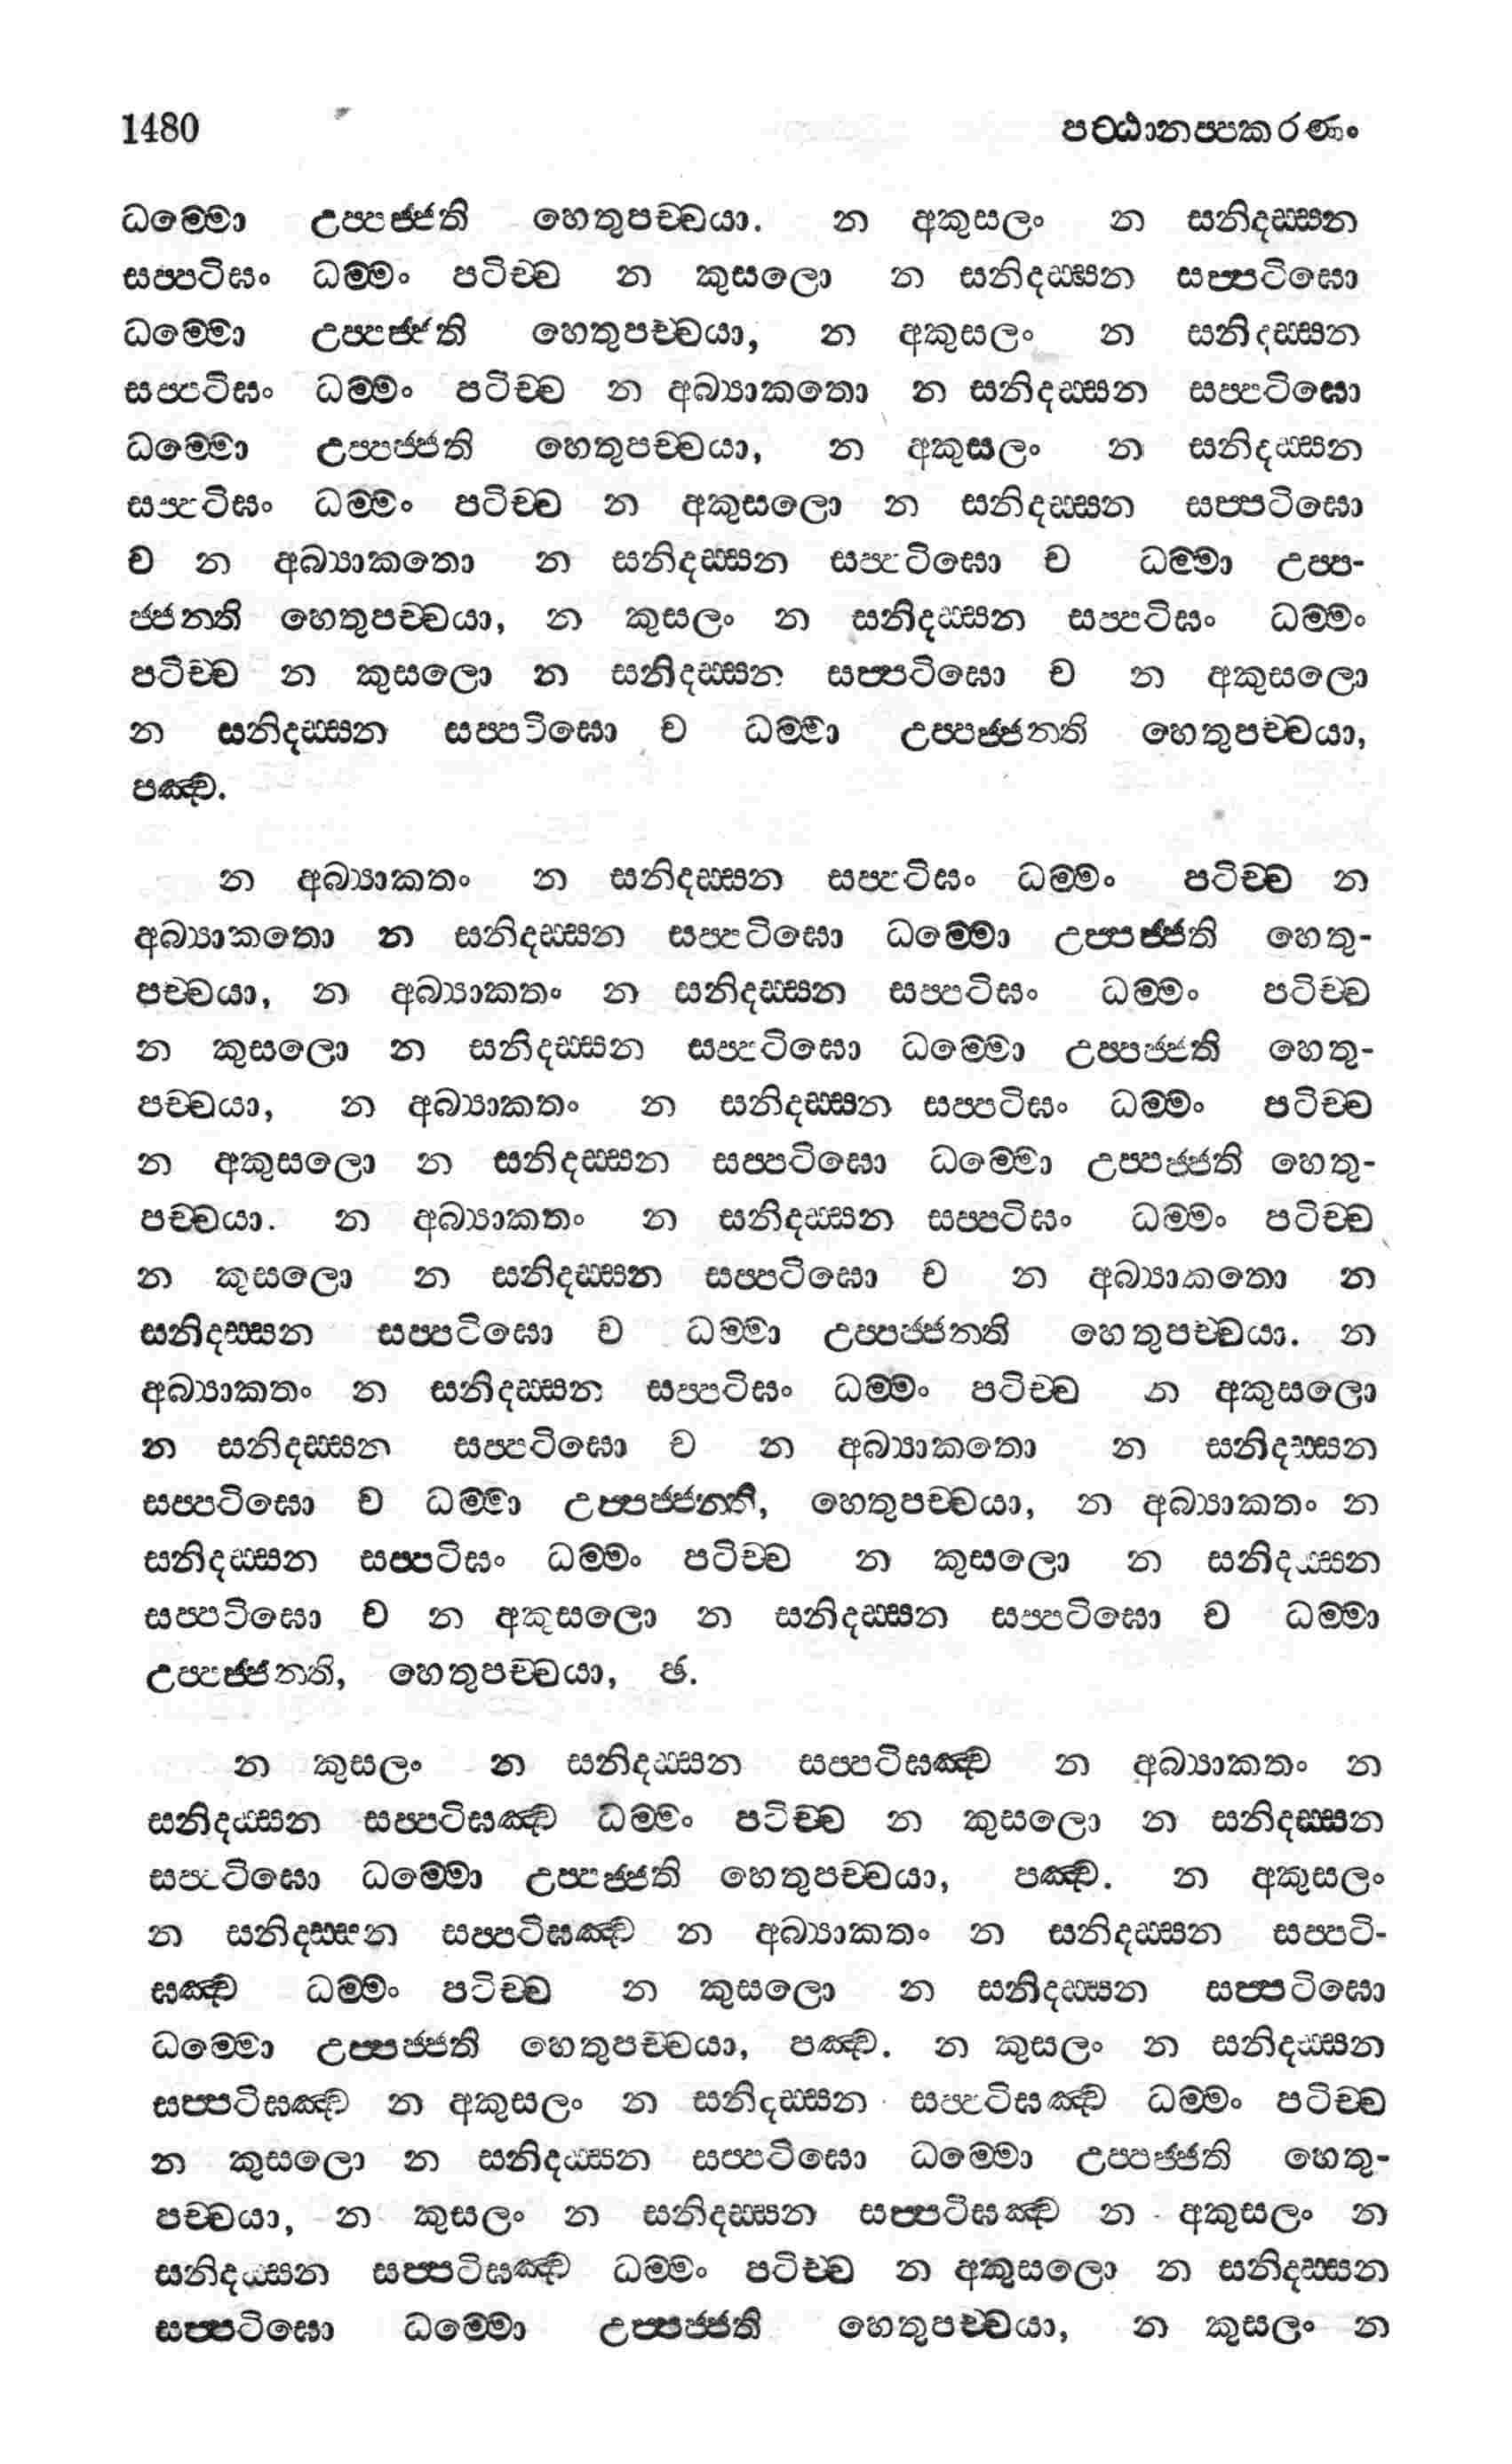 1480 පට්ඨානප්පකරණං
ධම්මො උප්පජ්ජති හෙතුපච්චයා. න අකුසලං න සනිදස්සන
සප්පටිඝං ධම්මං පටිච්ච න කුසලො න සනිදස්සන සප්පටිඝො
ධම්මො උප්පජ්ජති හෙතුපච්චයා, න අකුසලං න සනිදස්සන
සප්පටිඝං ධම්මං පටිච්ච න අබ්‍යාකතො න සනිදස්සන සප්පටිඝො
ධම්මො උප්පජ්ජති හෙතුපච්චයා, න අකුසලං න සනිදස්සන
සප්පටිඝං ධම්මං පටිච්ච න අකුසලො න සනිදස්සන සප්පටිඝො
ච න අබ්‍යාකතො න සනිදස්සන සප්පටිඝො ච ධම්මා උප්ප-
ජ්ජන්ති හෙතුපච්චයා, න කුසලං න සනිදස්සන සප්පටිඝං ධම්මං
පටිච්ච න කුසලො න සනිදස්සන සප්පටිඝො ච න අකුසලො
න සනිදස්සන සප්පටිඝො ච ධම්මා උප්පජ්ජන්ති හෙතුපච්චයා,
පඤ්ච.
න අබ්‍යාකතං න සනිදස්සන සප්පටිඝං ධම්මං පටිච්ච න
අබ්‍යාකතො න සනිදස්සන සප්පටිඝො ධම්මො උප්පජ්ජති හෙතු-
පච්චයා, න අබ්‍යාකතං න සනිදස්සන සප්පටිඝං ධම්මං පටිච්ච
න කුසලො න සනිදස්සන සප්පටිඝො ධම්මො උප්පජ්ජති හෙතු-
පච්චයා, න අබ්‍යාකතං න සනිදස්සන සප්පටිඝං ධම්මං පටිච්ච
න අකුසලො න සනිදස්සන සප්පටිඝො ධම්මො උප්පජ්ජති හෙතු-
පච්චයා. න අබ්‍යාකතං න සනිදස්සන සප්පටිඝං ධම්මං පටිච්ච
න කුසලො න සනිදස්සන සප්පටිඝො ච න අබ්‍යාකතො න
සනිදස්සන සප්පටිඝො ච ධම්මා උප්පජ්ජන්ති හෙතුපච්චයා. න
අබ්‍යාකතං න සනිදස්සන සප්පටිඝං ධම්මං පටිච්ච න අකුසලො
න සනිදස්සන සප්පටිඝො ච න අබ්‍යාකතො න සනිදස්සන
සප්පටිඝො ච ධම්මා උප්පජ්ජන්ති, හෙතුපච්චයා, න අබ්‍යාකතං න
සනිදස්සන සප්පටිඝං ධම්මං පටිච්ච න කුසලො න සනිදස්සන
සප්පටිඝො ච න අකුසලො න සනිදස්සන සප්පටිඝො ච ධම්මා
උප්පජ්ජන්ති, හෙතුපච්චයා, ඡ.
න කුසලං න සනිදස්සන සප්පටිඝඤ්ච න අබ්‍යාකතං න
සනිදස්සන සප්පටිඝඤ්ච ධම්මං පටිච්ච න කුසලො න සනිදස්සන
සප්පටිඝො ධම්මො උප්පජ්ජති හෙතුපච්චයා, පඤ්ච. න අකුසලං
න සනිදස්සන සප්පටිඝඤ්ච න අබ්‍යාකතං න සනිදස්සන සප්පටි-
ඝඤ්ච ධම්මං පටිච්ච න කුසලො න සනිදස්සන සප්පටිඝො
ධම්මො උප්පජ්ජති හෙතුපච්චයා, පඤ්ච. න කුසලං න සනිදස්සන
සප්පටිඝඤ්ච න අකුසලං න සනිදස්සන සප්පටිඝඤ්ච ධම්මං පටිච්ච
න කුසලො න සනිදස්සන සප්පටිඝො ධම්මො උප්පජ්ජති හෙතු-
පච්චයා, න කුසලං න සනිදස්සන සප්පටිඝඤ්ච න අකුසලං න
සනිදස්සන සප්පටිඝඤ්ච ධම්මං පටිච්ච න අකුසලො න සනිදස්සන
සප්පටිඝො ධම්මො උප්පජ්ජති හෙතුපච්චයා, න කුසලං න